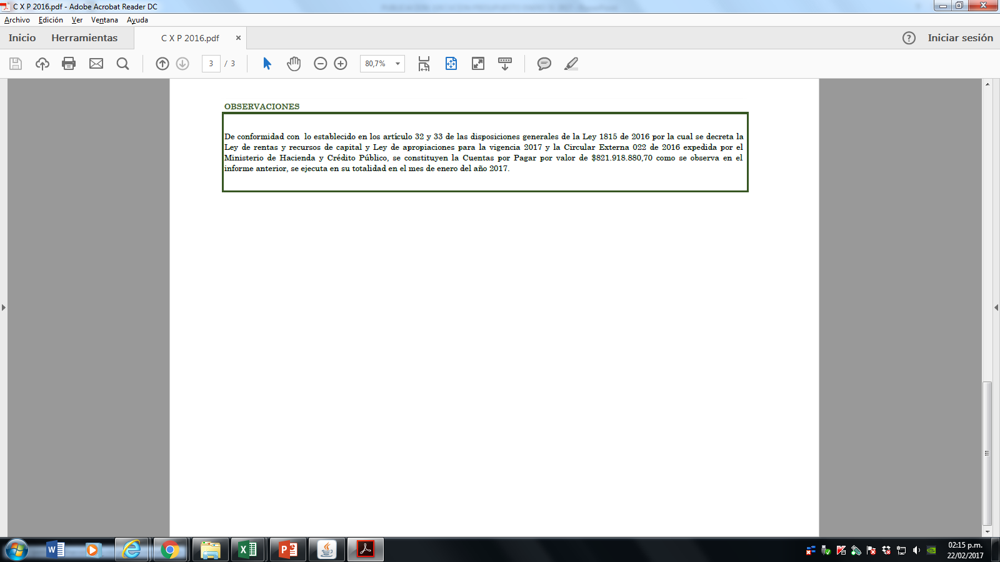 C X P 2016.pdf - Adobe Acrobat Reader DC
Archivo Edición Ver Ventana Ayuda
Inicio Herramientas C X P 2016.pdf × ? Iniciar sesión
3 / 3 80,7%
OBSERVACIONES
De conformidad con lo establecido en los artículo 32 y 33 de las disposiciones generales de la Ley 1815 de 2016 por la cual se decreta la
Ley de rentas y recursos de capital y Ley de apropiaciones para la vigencia 2017 y la Circular Externa 022 de 2016 expedida por el
Ministerio de Hacienda y Crédito Público, se constituyen la Cuentas por Pagar por valor de $821.918.880,70 como se observa en el
informe anterior, se ejecuta en su totalidad en el mes de enero del año 2017.
02:15 p.m.
22/02/2017